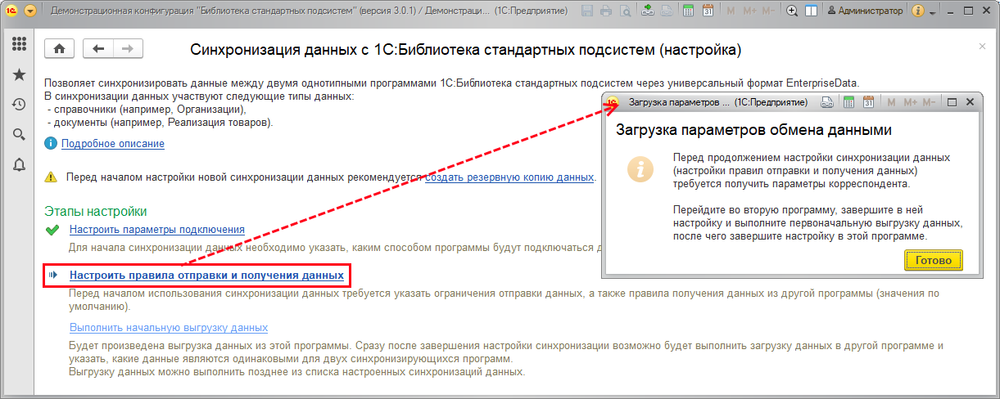 Демонстрационная конфигурация "Библиотека стандартных подсистем" (версия 3.0.1) / Демонстраци... (1С:Предприятие)
M M+ M- Администратор
Синхронизация данных с 1С:Библиотека стандартных подсистем (настройка)
Позволяет синхронизировать данные между двумя однотипными программами 1С:Библиотека стандартных подсистем через универсальный формат EnterpriseData.
В синхронизации данных участвуют следующие типы данных:
- справочники (например, Организации),
- документы (например, Реализация товаров).
Подробное описание
Перед началом настройки новой синхронизации данных рекомендуется создать резервную копию данных.
Этапы настройки
Настроить параметры подключения
Для начала синхронизации данных необходимо указать, каким способом программы будут подключаться д
Настроить правила отправки и получения данных
Перед началом использования синхронизации данных требуется указать ограничения отправки данных, а также правила получения данных из другой программы (значения по
умолчанию).
Выполнить начальную выгрузку данных
Будет произведена выгрузка данных из этой программы. Сразу после завершения настройки синхронизации возможно будет выполнить загрузку данных в другой программе и
указать, какие данные являются одинаковыми для двух синхронизирующихся программ.
Выгрузку данных можно выполнить позднее из списка настроенных синхронизаций данных.
Загрузка параметров ... (1С:Предприятие) M M+ M-
Загрузка параметров обмена данными
Перед продолжением настройки синхронизации данных
(настройки правил отправки и получения данных)
требуется получить параметры корреспондента.
Перейдите во вторую программу, завершите в ней
настройку и выполните первоначальную выгрузку данных,
после чего завершите настройку в этой программе.
Готово